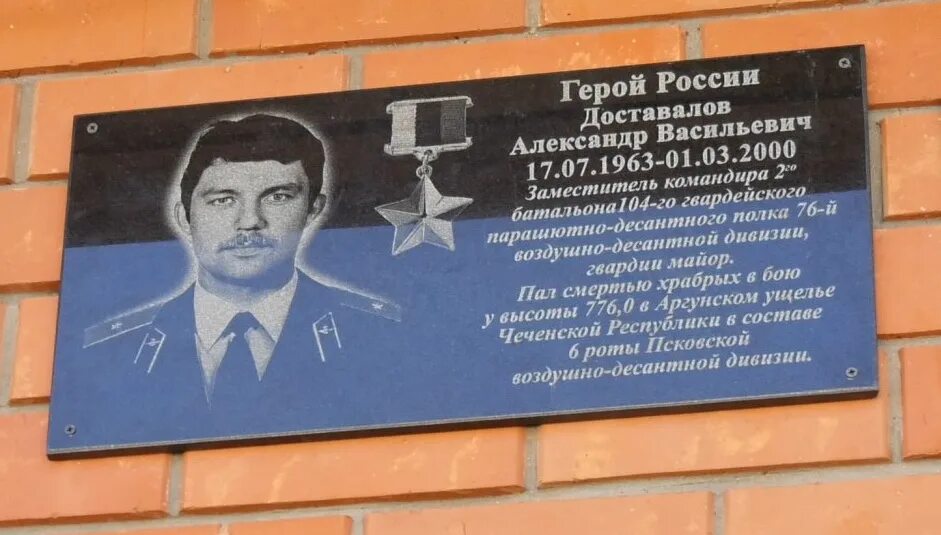 Герой России
Доставалов
Александр Васильевич
17.07.1963-01.03.2000
Заместитель командира 2го
батальона104-го гвардейского
парашютно-десантного полка 76-й
воздушно-десантной дивизии,
гвардии майор.
Пал смертью храбрых в бою
у высоты 776,0 в Аргунском ущелье
Чеченской Республики в составе
6 роты Псковской
воздушно-десантной дивизии.